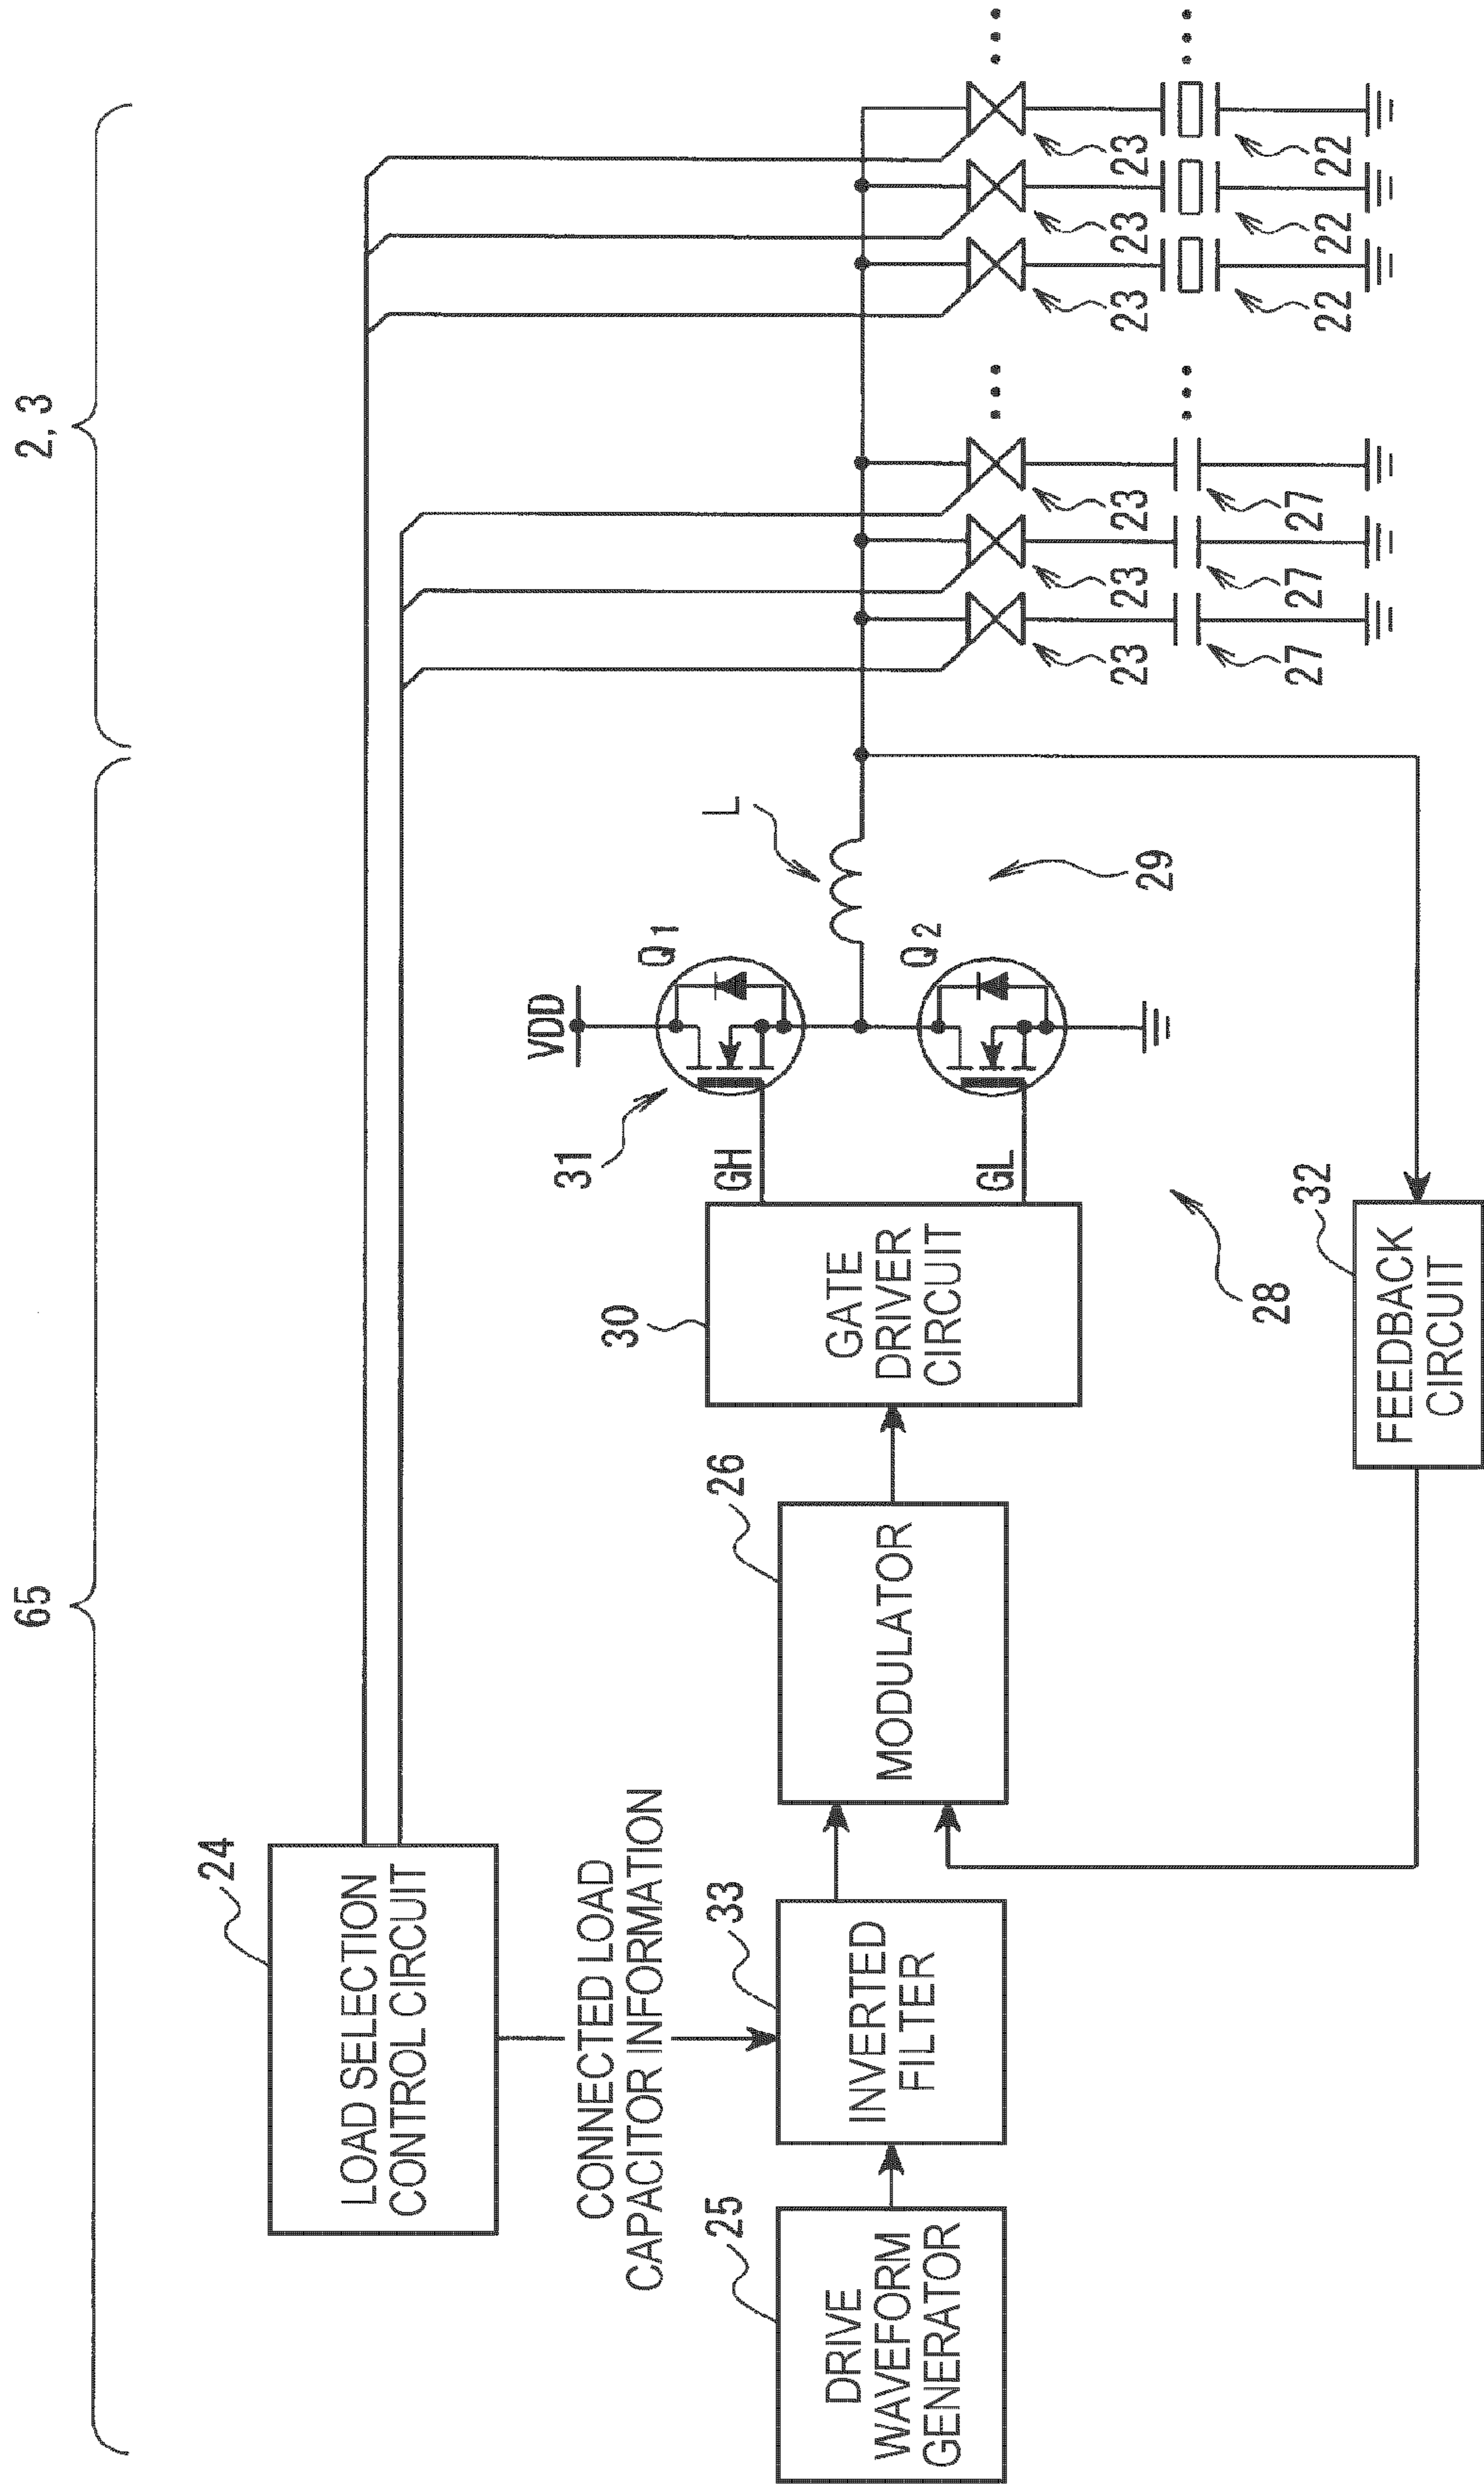 65
2, 3
24
LOAD SELECTION
CONTROL CIRCUIT
CONNECTED LOAD
CAPACITOR INFORMATION
25
DRIVE
WAVEFORM
GENERATOR
33
INVERTED
FILTER
26
MODULATOR
30
GATE
DRIVER
CIRCUIT
GH
GL
31
VDD
Q1
Q2
L
29
28
32
FEEDBACK
CIRCUIT
23
23
23
23
23
23
27
27
27
22
22
22